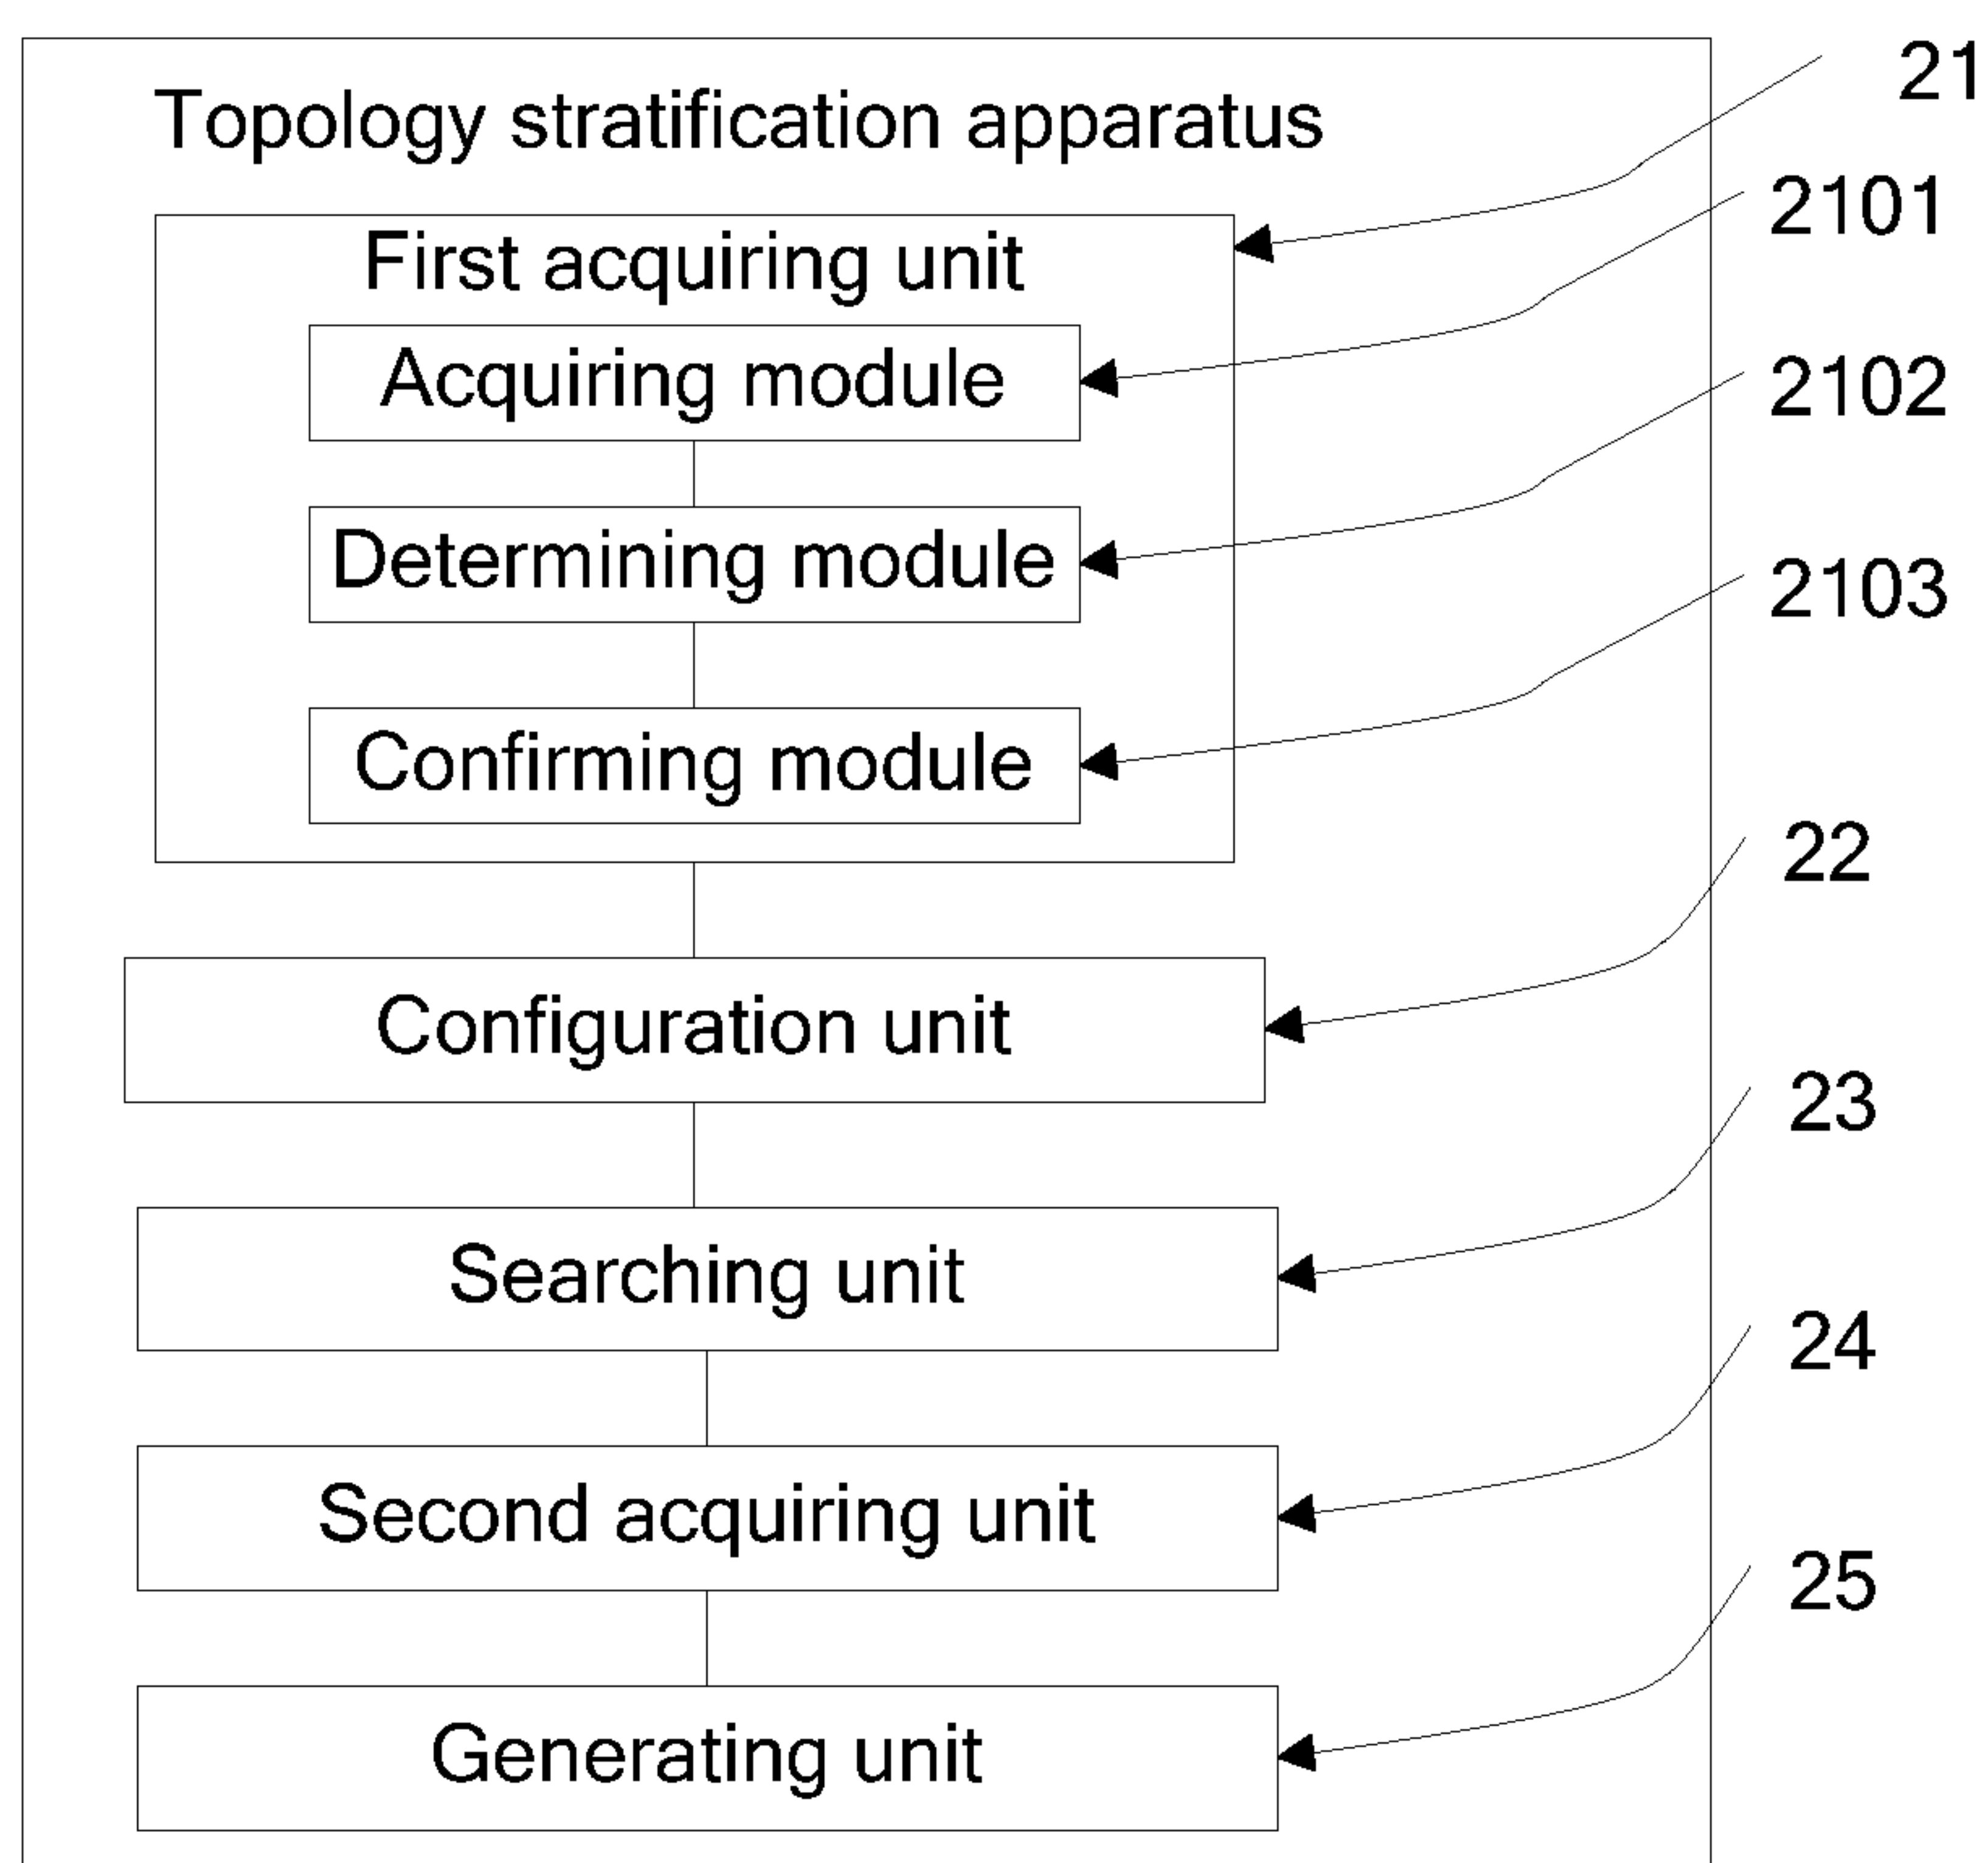 21
Topology stratification apparatus
2101
First acquiring unit
Acquiring module
2102
Determining module
2103
Confirming module
22
Configuration unit
23
Searching unit
24
Second acquiring unit
25
Generating unit